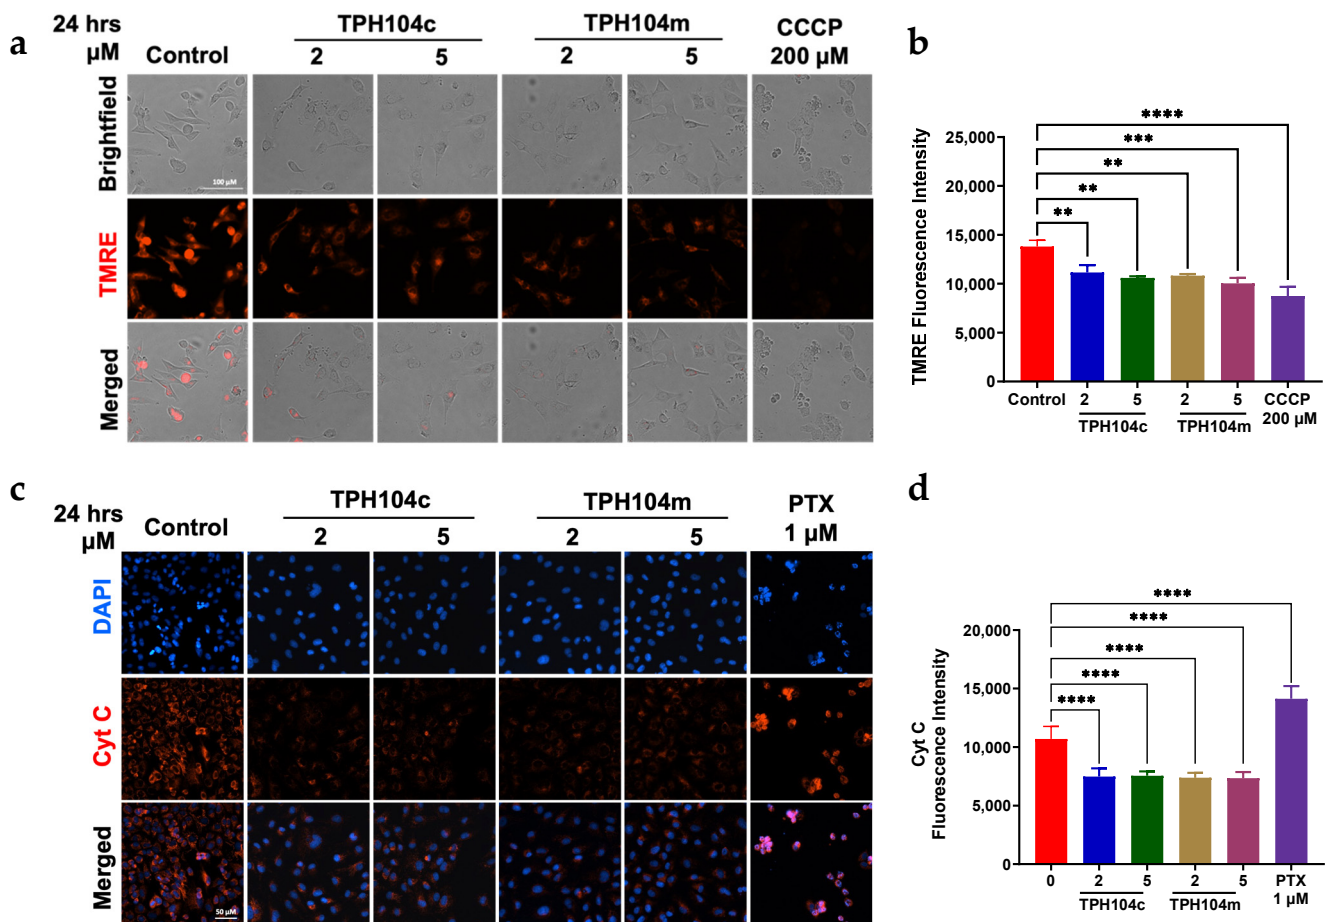 a
24 hrs
µM
Control
TPH104c
2 5
TPH104m
2 5
CCCP
200 µM
Brightfield
100 µM
TMRE
Merged
b
TMRE Fluorescence Intensity
25,000
20,000
15,000
10,000
5,000
0
****
***
**
**
**
Control 2 5 2 5 CCCP
TPH104c TPH104m 200 µM
c
24 hrs
µM
Control
TPH104c
2 5
TPH104m
2 5
PTX
1 µM
DAPI
Cyt C
Merged
50 µM
d
Cyt C
Fluorescence Intensity
20,000
15,000
10,000
5,000
0
****
****
****
****
****
0 2 5 2 5 PTX
TPH104c TPH104m 1 µM